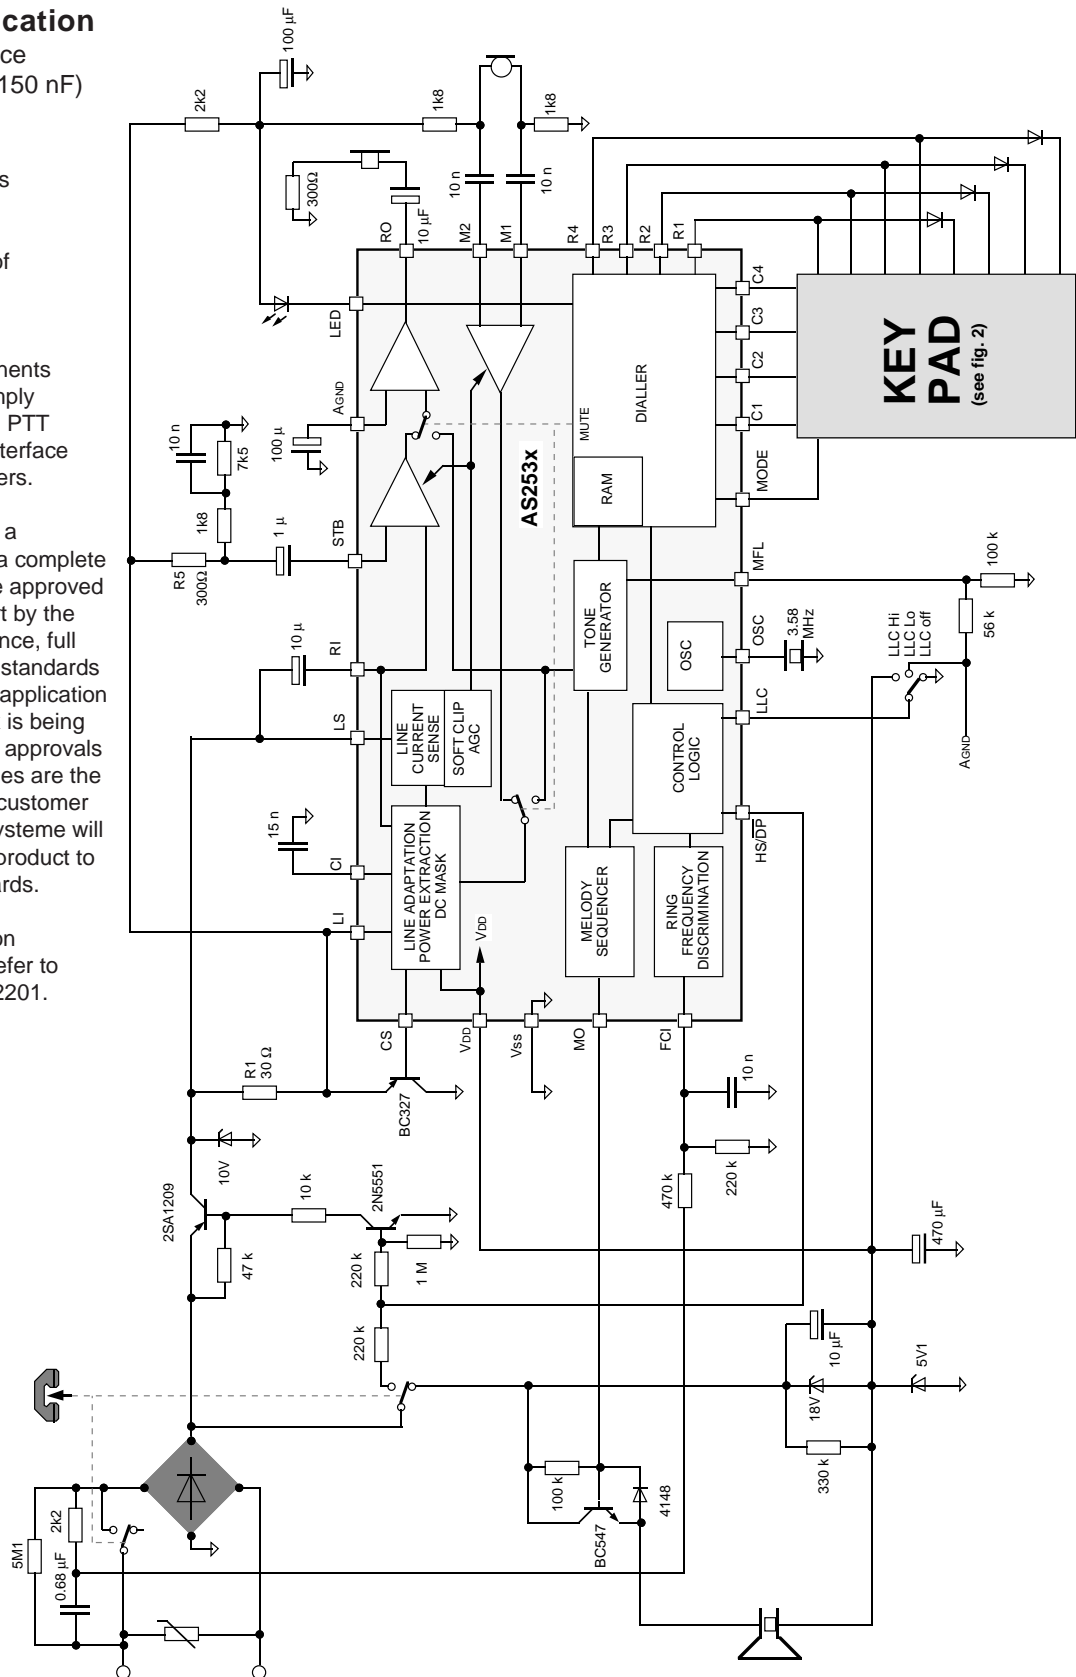 cation
ce
150 nF)
s
of
nents
nply
PTT
terface
ers.
a
a complete
e approved
t by the
nce, full
standards
application
is being
approvals
es are the
customer
ysteme will
product to
ards.
on
efer to
2201.
100 µF
2k2
1k8
1k8
300Ω
10 µF
10 n
10 n
RO
M2
M1
R4
R3
R2
R1
LED
AGND
100 µ
10 n
7k5
1k8
R5
300Ω
1 µ
STB
10 µ
RI
LS
15 n
CI
LI
AS253x
MUTE
DIALLER
RAM
TONE
GENERATOR
OSC
LINE
CURRENT
SENSE
SOFT CLIP
AGC
LINE ADAPTATION
POWER EXTRACTION
DC MASK
CONTROL
LOGIC
MELODY
SEQUENCER
RING
FREQUENCY
DISCRIMINATION
VDD
C4
C3
C2
C1
MODE
MFL
OSC
LLC
HS/DP
KEY
PAD
(see fig. 2)
100 k
56 k
3.58
MHz
LLC Hi
LLC Lo
LLC off
AGND
CS
VDD
Vss
MO
FCI
R1
30 Ω
BC327
10V
2SA1209
10 k
2N5551
47 k
220 k
1 M
220 k
470 k
220 k
10 n
470 µF
10 µF
18V
5V1
330 k
100 k
4148
BC547
5M1
2k2
0.68 µF